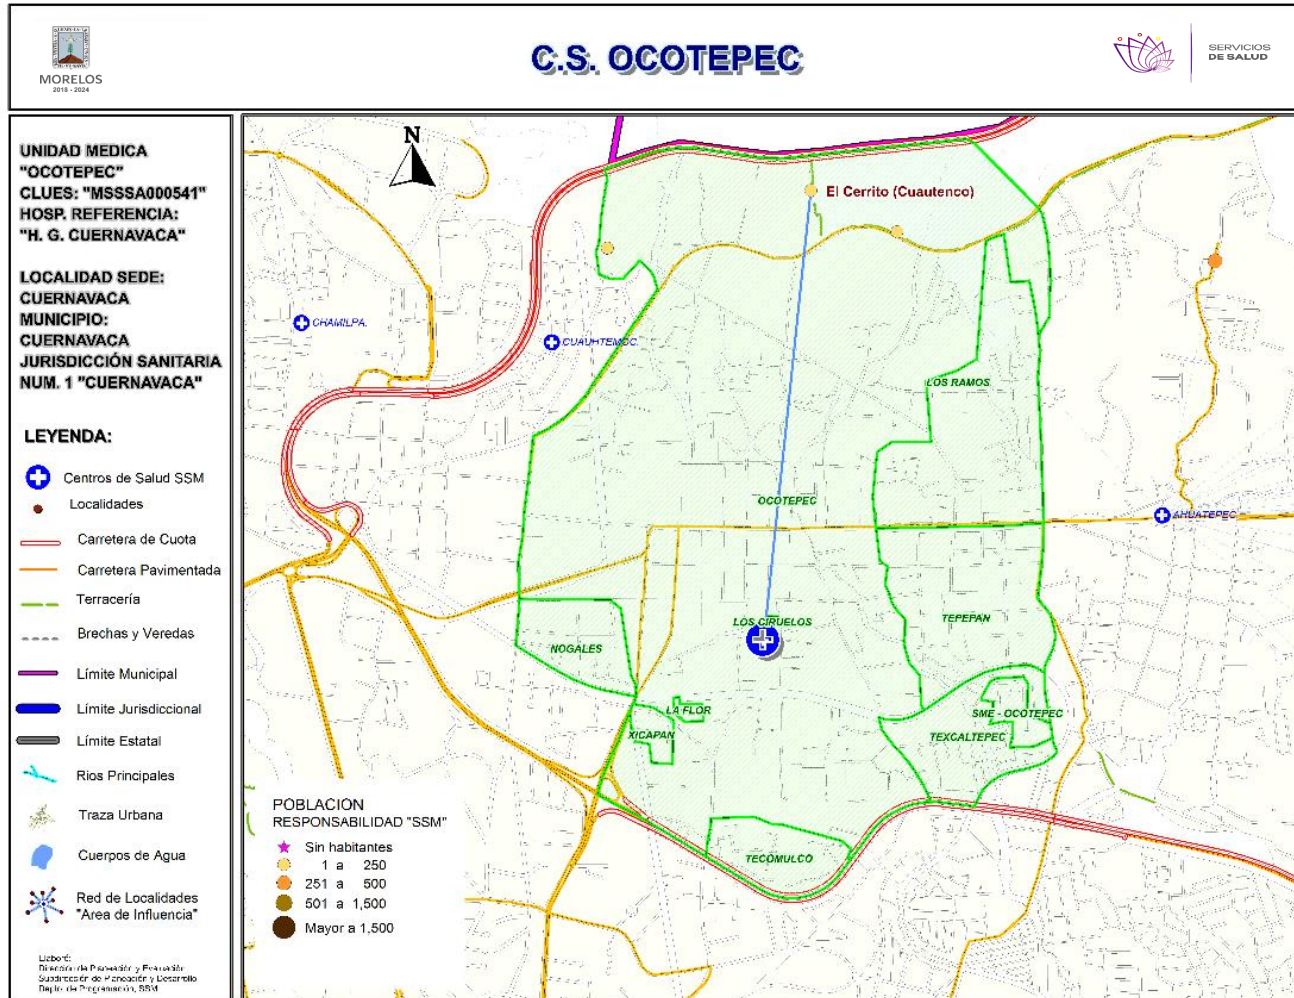 MORELOS
2018 - 2024
C.S. OCOTEPEC
SERVICIOS
DE SALUD
UNIDAD MEDICA
"OCOTEPEC"
CLUES: "MSSSA000541"
HOSP. REFERENCIA:
"H. G. CUERNAVACA"
LOCALIDAD SEDE:
CUERNAVACA
MUNICIPIO:
CUERNAVACA
JURISDICCIÓN SANITARIA
NUM. 1 "CUERNAVACA"
LEYENDA:
Centros de Salud SSM
Localidades
Carretera de Cuota
Carretera Pavimentada
Terracería
Brechas y Veredas
Límite Municipal
Límite Jurisdiccional
Límite Estatal
Rios Principales
Traza Urbana
Cuerpos de Agua
Red de Localidades
"Area de Influencia"
Elaboró:
Dirección de Planeación y Evaluación
Subdirección de Planeación y Desarrollo
Depto. de Programación, SSM
N
El Cerrito (Cuautenco)
CHAMILPA.
CUAUHTEMOC.
LOS RAMOS
OCOTEPEC
AHUATEPEC
LOS CIRUELOS
TEPEPAN
NOGALES
LA FLOR
SME - OCOTEPEC
XICAPAN
TEXCALTEPEC
TECOMULCO
POBLACION
RESPONSABILIDAD "SSM"
Sin habitantes
1 a 250
251 a 500
501 a 1,500
Mayor a 1,500